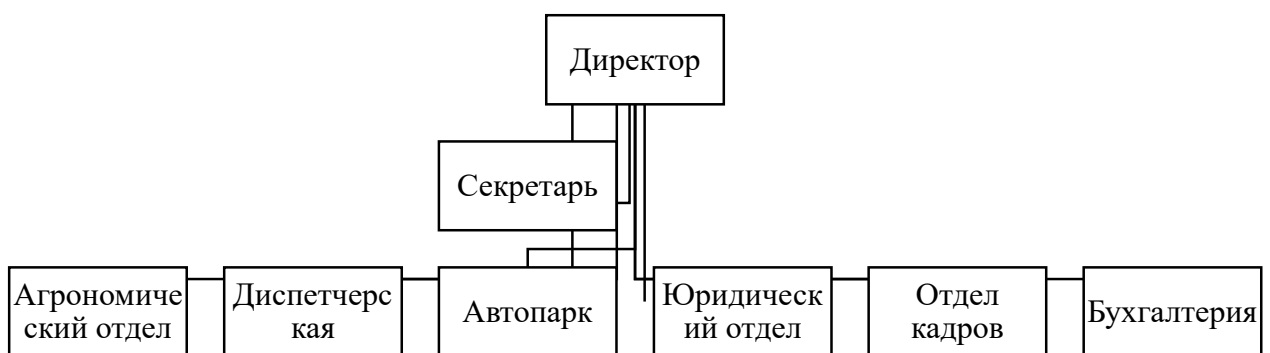 Директор
Секретарь
Агрономиче
ский отдел
Диспетчерс
кая
Автопарк
Юридическ
ий отдел
Отдел
кадров
Бухгалтерия